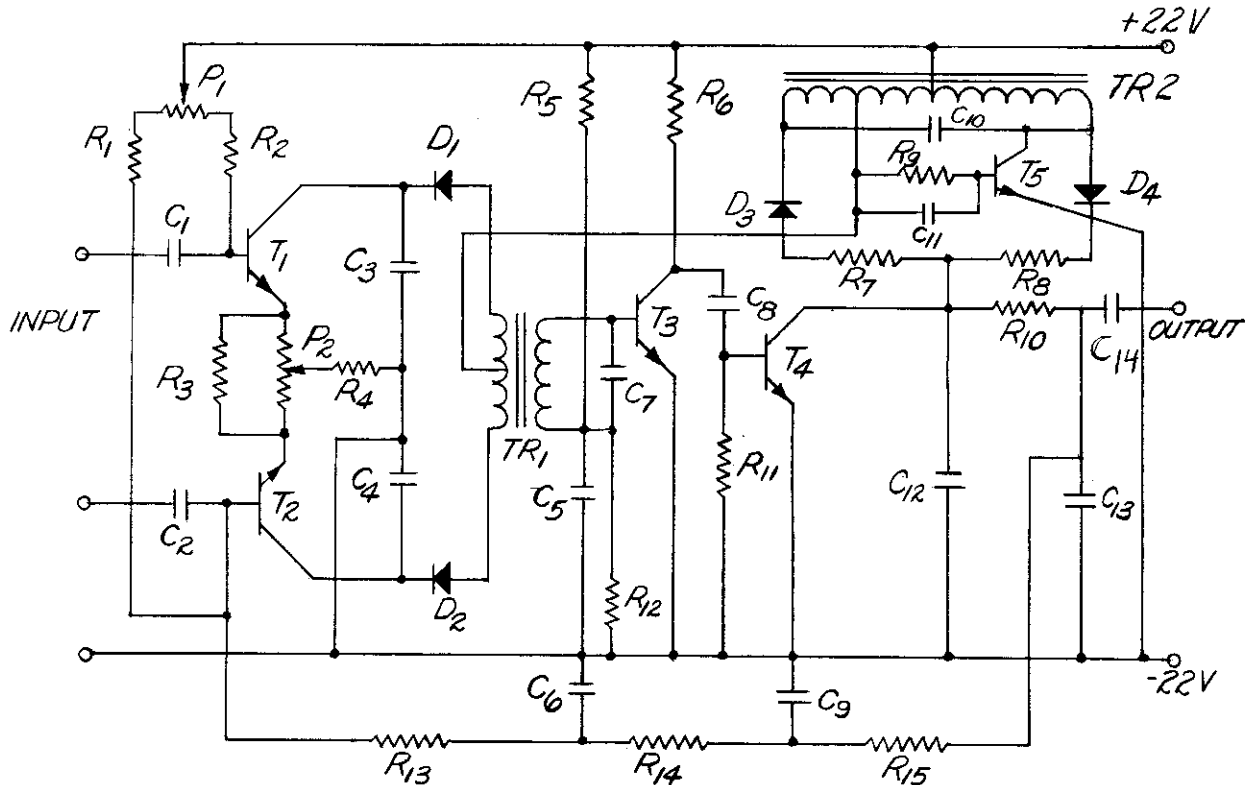 +22V
P1
R5
R6
TR2
C10
R1
R2
D1
R9
T5
D4
D3
C11
C1
T1
C3
R7
R8
C8
T3
INPUT
P2
R10
OUTPUT
R3
R4
T4
C14
C7
TR1
R11
C4
C5
C12
C13
T2
C2
D2
R12
-22V
C6
C9
R13
R14
R15